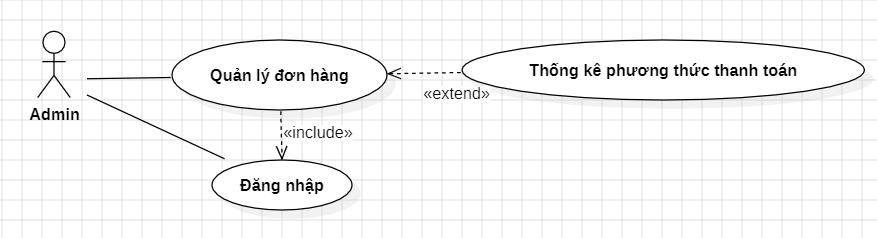 Quản lý đơn hàng
Thống kê phương thức thanh toán
«extend»
Admin
«include»
Đăng nhập